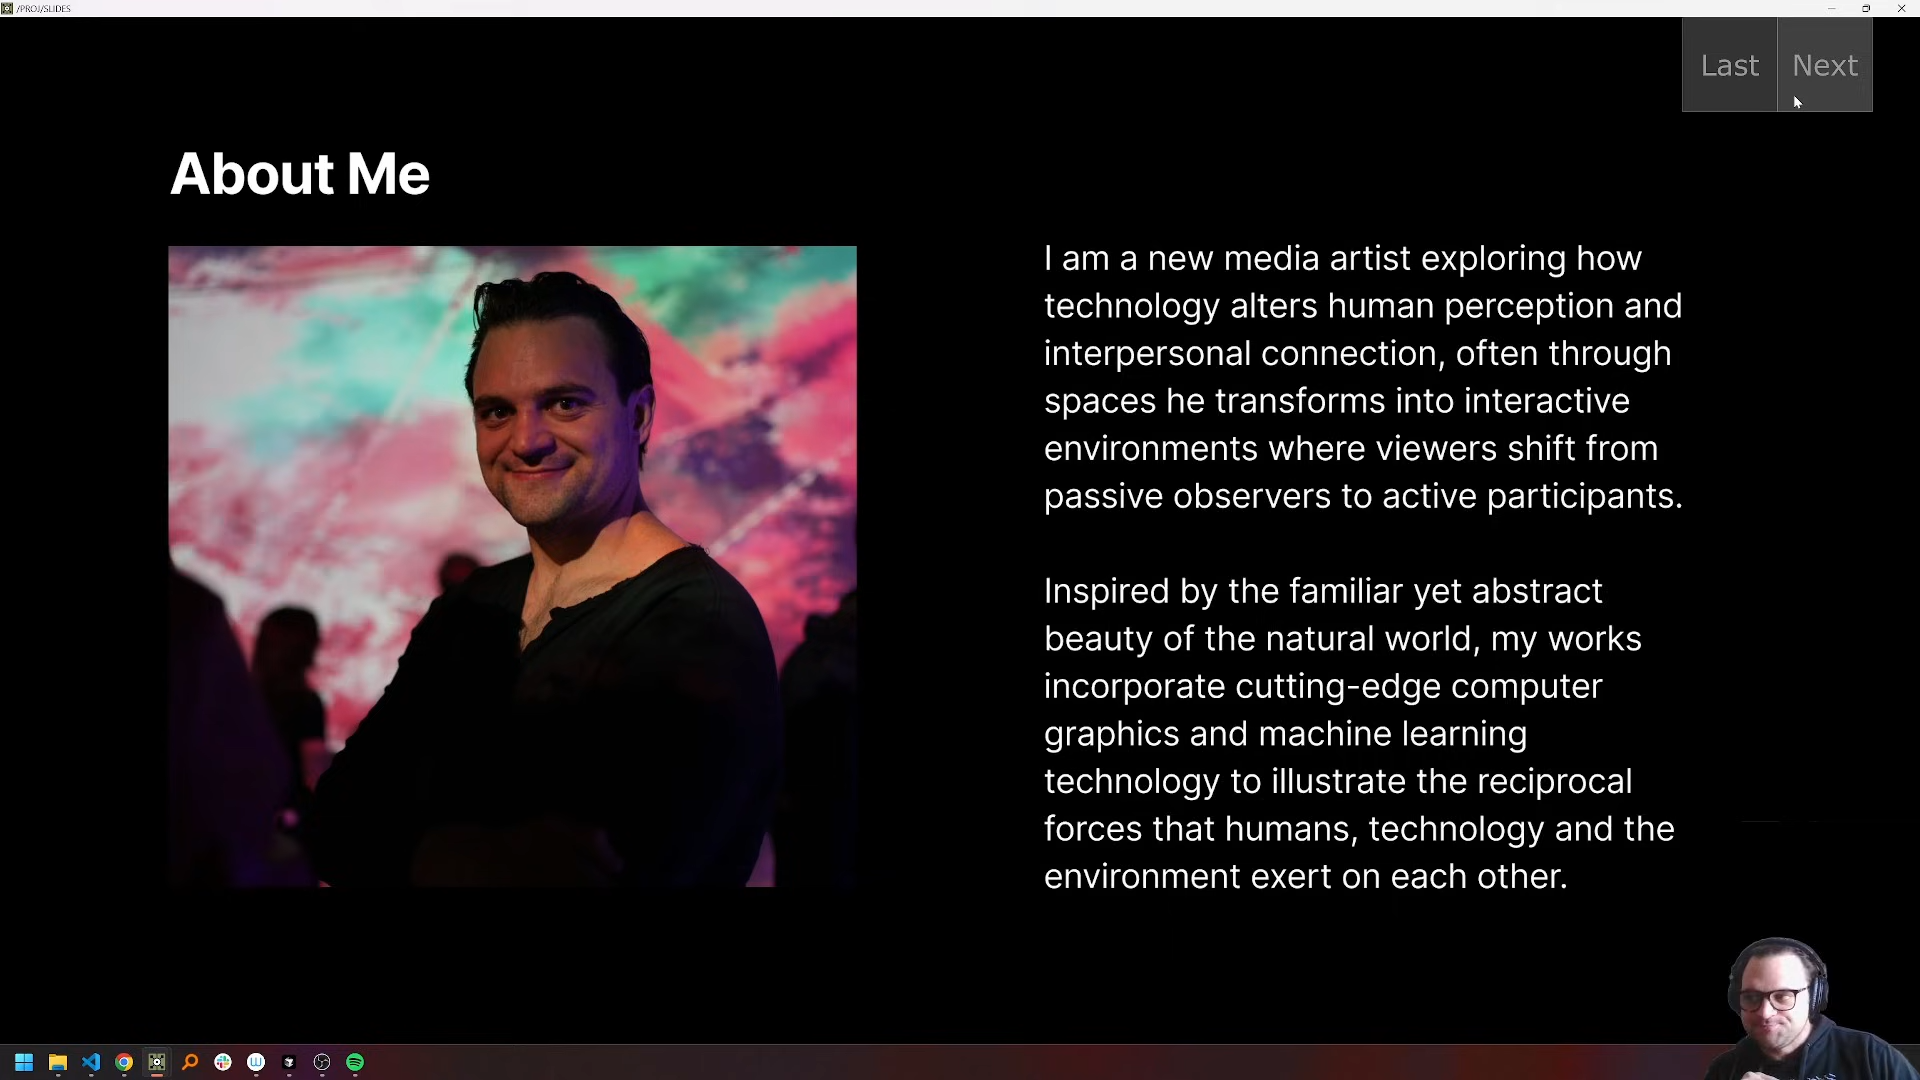 /PROJ/SLIDES
Last Next
About Me
I am a new media artist exploring how
technology alters human perception and
interpersonal connection, often through
spaces he transforms into interactive
environments where viewers shift from
passive observers to active participants.
Inspired by the familiar yet abstract
beauty of the natural world, my works
incorporate cutting-edge computer
graphics and machine learning
technology to illustrate the reciprocal
forces that humans, technology and the
environment exert on each other.